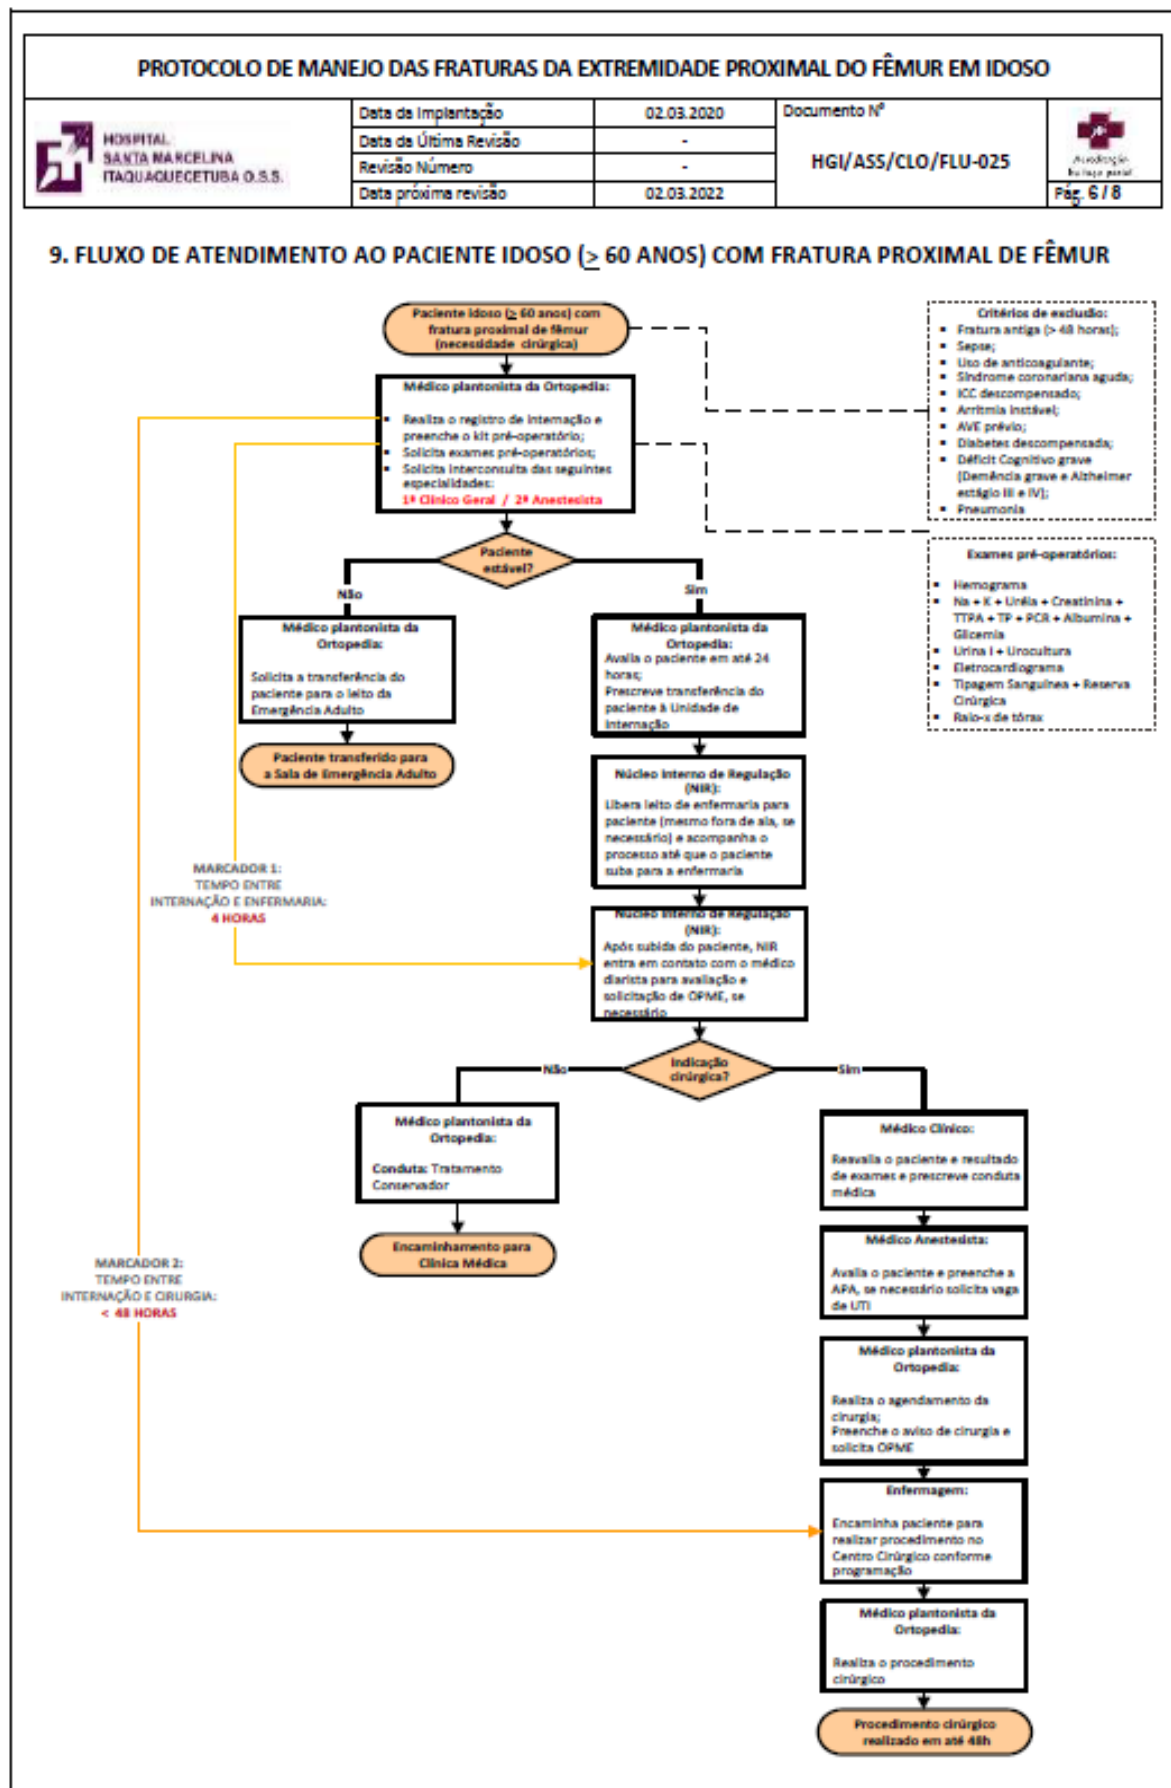 PROTOCOLO DE MANEJO DAS FRATURAS DA EXTREMIDADE PROXIMAL DO FÊMUR EM IDOSO
HOSPITAL
SANTA MARCELINA
ITAQUAQUECETUBA O.S.S.
Data da Implantação
02.03.2020
Data da Última Revisão
-
Revisão Número
-
Data próxima revisão
02.03.2022
Documento Nº
HGI/ASS/CLO/FLU-025
Pág. 6 / 8
9. FLUXO DE ATENDIMENTO AO PACIENTE IDOSO (≥ 60 ANOS) COM FRATURA PROXIMAL DE FÊMUR
Paciente idoso (≥ 60 anos) com
fratura proximal de fêmur
(necessidade cirúrgica)
Critérios de exclusão:
▪ Fratura antiga (> 48 horas);
▪ Sepse;
▪ Uso de anticoagulante;
▪ Síndrome coronariana aguda;
▪ ICC descompensado;
▪ Arritmia instável;
▪ AVE prévio;
▪ Diabetes descompensada;
▪ Déficit Cognitivo grave
(Demência grave e Alzheimer
estágio III e IV);
▪ Pneumonia
Médico plantonista da Ortopedia:
▪ Realiza o registro de internação e
preenche o kit pré-operatório;
▪ Solicita exames pré-operatórios;
▪ Solicita interconsulta das seguintes
especialidades:
1º Clínico Geral / 2º Anestesista
Exames pré-operatórios:
▪ Hemograma
▪ Na + K + Uréia + Creatinina +
TTPA + TP + PCR + Albumina +
Glicemia
▪ Urina I + Urocultura
▪ Eletrocardiograma
▪ Tipagem Sanguínea + Reserva
Cirúrgica
▪ Raio-x de tórax
Paciente
estável?
Não
Sim
Médico plantonista da
Ortopedia:
Solicita a transferência do
paciente para o leito da
Emergência Adulto
Paciente transferido para
a Sala de Emergência Adulto
Médico plantonista da
Ortopedia:
Avalia o paciente em até 24
horas;
Prescreve transferência do
paciente à Unidade de
Internação
Núcleo Interno de Regulação
(NIR):
Libera leito de enfermaria para
paciente (mesmo fora de ala, se
necessário) e acompanha o
processo até que o paciente
suba para a enfermaria
MARCADOR 1:
TEMPO ENTRE
INTERNAÇÃO E ENFERMARIA:
4 HORAS
Núcleo Interno de Regulação
(NIR):
Após subida do paciente, NIR
entra em contato com o médico
diarista para avaliação e
solicitação de OPME, se
necessário
Indicação
cirúrgica?
Não
Sim
Médico plantonista da
Ortopedia:
Conduta: Tratamento
Conservador
Encaminhamento para
Clínica Médica
Médico Clínico:
Reavalia o paciente e resultado
de exames e prescreve conduta
médica
Médico Anestesista:
Avalia o paciente e preenche a
APA, se necessário solicita vaga
de UTI
MARCADOR 2:
TEMPO ENTRE
INTERNAÇÃO E CIRURGIA:
< 48 HORAS
Médico plantonista da
Ortopedia:
Realiza o agendamento da
cirurgia;
Preenche o aviso de cirurgia e
solicita OPME
Enfermagem:
Encaminha paciente para
realizar procedimento no
Centro Cirúrgico conforme
programação
Médico plantonista da
Ortopedia:
Realiza o procedimento
cirúrgico
Procedimento cirúrgico
realizado em até 48h